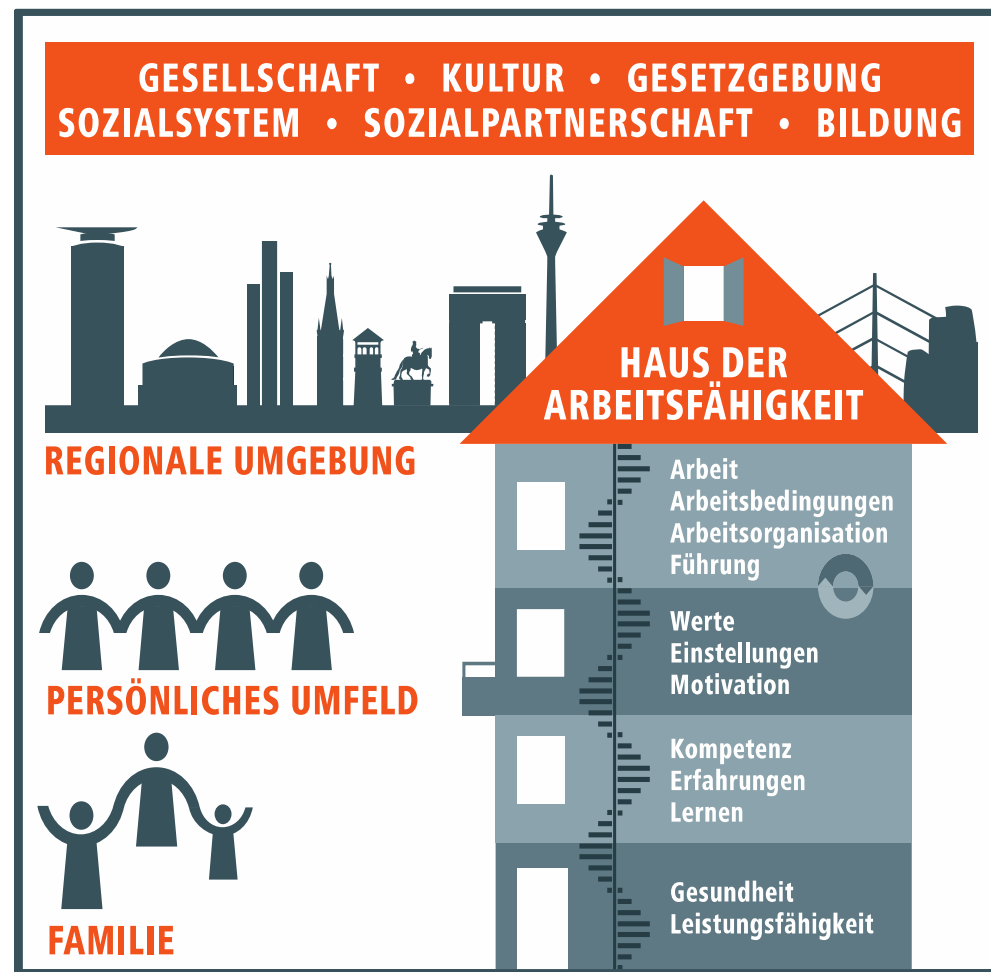 GESELLSCHAFT • KULTUR • GESETZGEBUNG
SOZIALSYSTEM • SOZIALPARTNERSCHAFT • BILDUNG
HAUS DER
ARBEITSFÄHIGKEIT
REGIONALE UMGEBUNG
Arbeit
Arbeitsbedingungen
Arbeitsorganisation
Führung
Werte
Einstellungen
Motivation
PERSÖNLICHES UMFELD
Kompetenz
Erfahrungen
Lernen
Gesundheit
Leistungsfähigkeit
FAMILIE